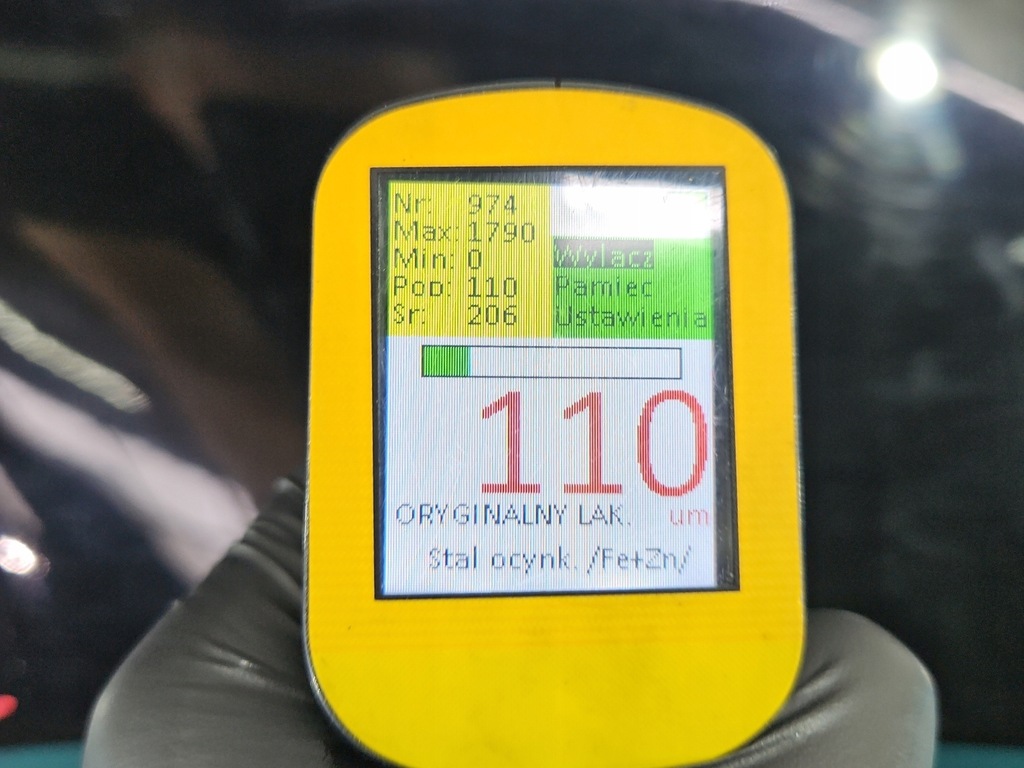 Nr: 974
Max: 1790
Min: 0
Pop: 110
Sr: 206
Wylacz
Pamiec
Ustawienia
110
ORYGINALNY LAK. um
Stal ocynk. /Fe+Zn/